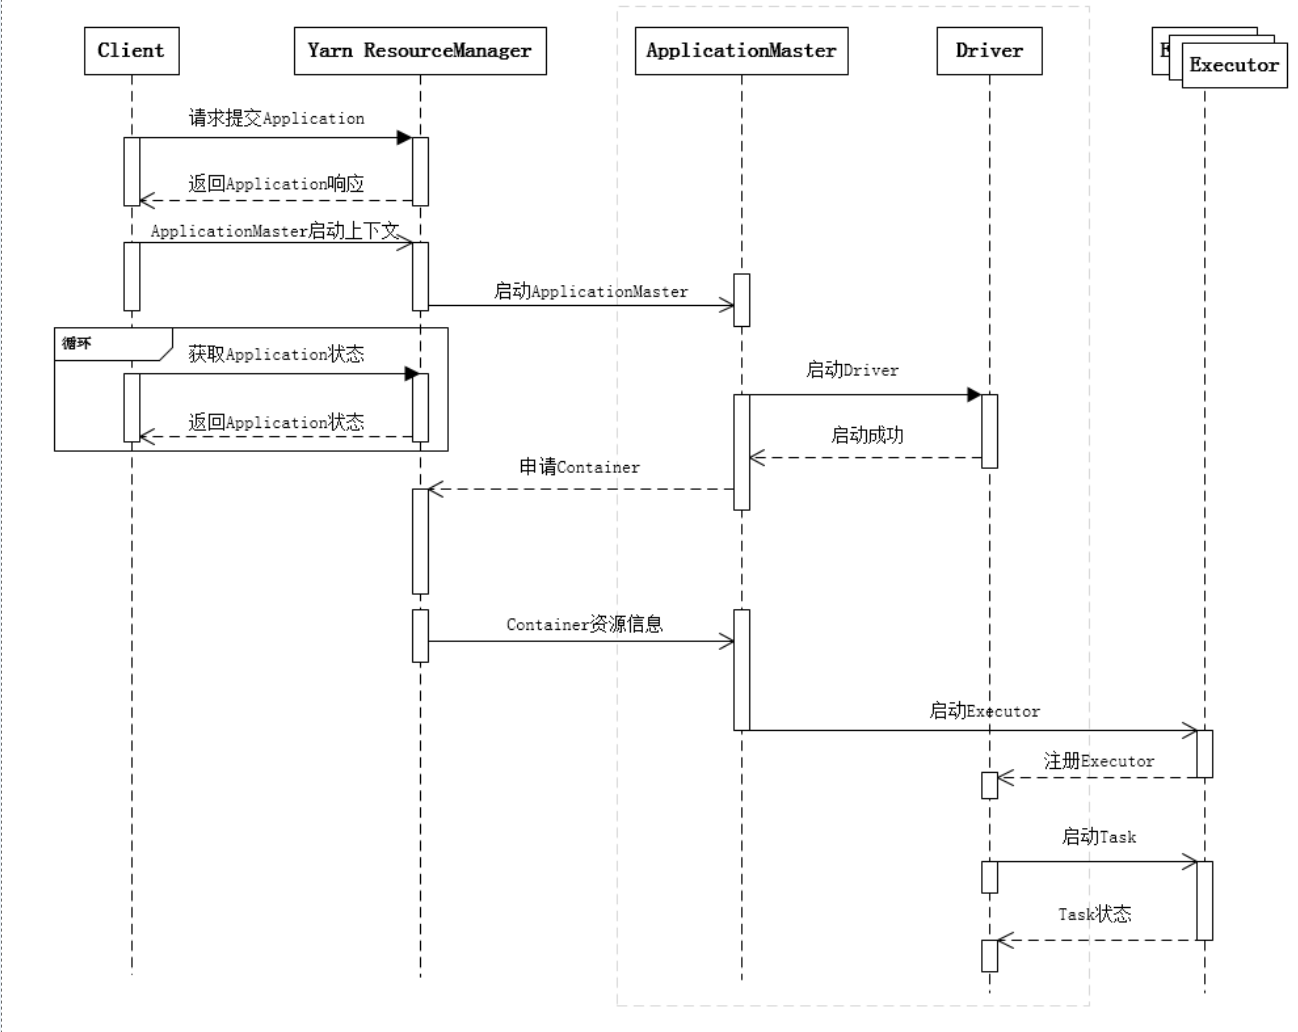 Client
Yarn ResourceManager
ApplicationMaster
Driver
E
Executor
请求提交Application
返回Application响应
ApplicationMaster启动上下文
启动ApplicationMaster
循环
获取Application状态
启动Driver
返回Application状态
启动成功
申请Container
Container资源信息
启动Executor
注册Executor
启动Task
Task状态